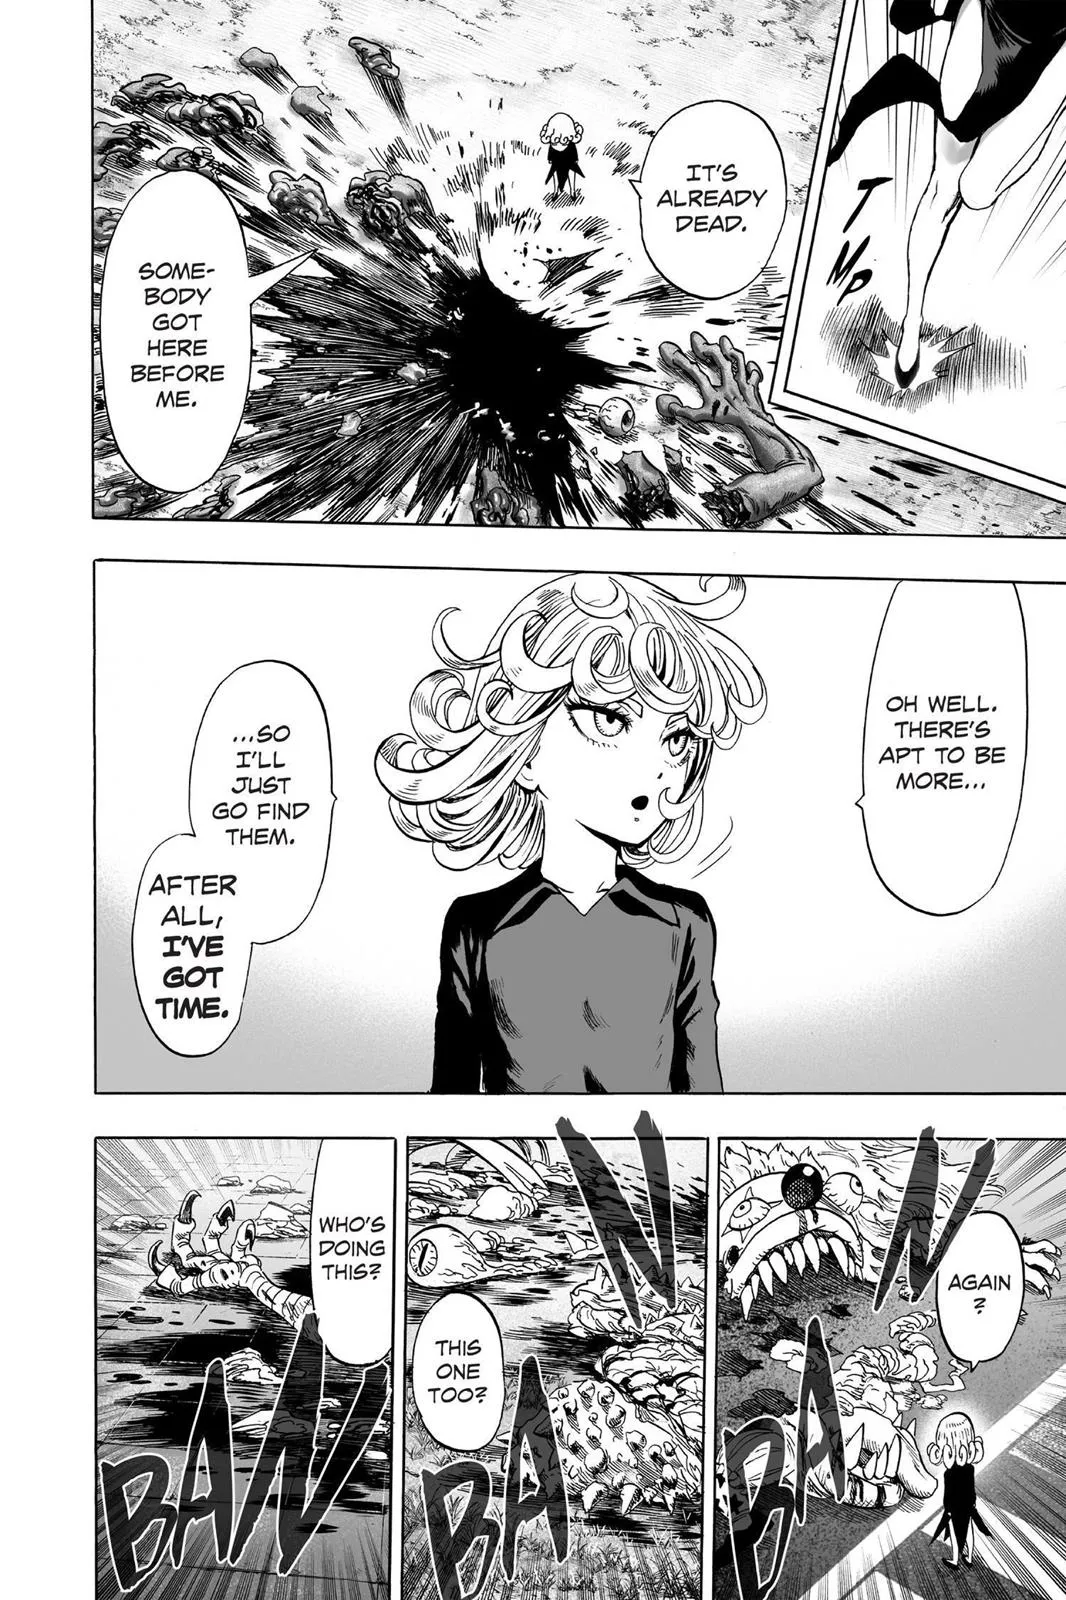 TMP
IT'S
ALREADY
DEAD.
SOME-
BODY
GOT
HERE
BEFORE
ME.
OH WELL.
THERE'S
APT TO BE
MORE...
...SO
I'LL
JUST
GO FIND
THEM.
AFTER
ALL,
I'VE
GOT
TIME.
AGAIN
?
BAN
THIS
ONE
TOO?
BAN
WHO'S
DOING
THIS?
BAN